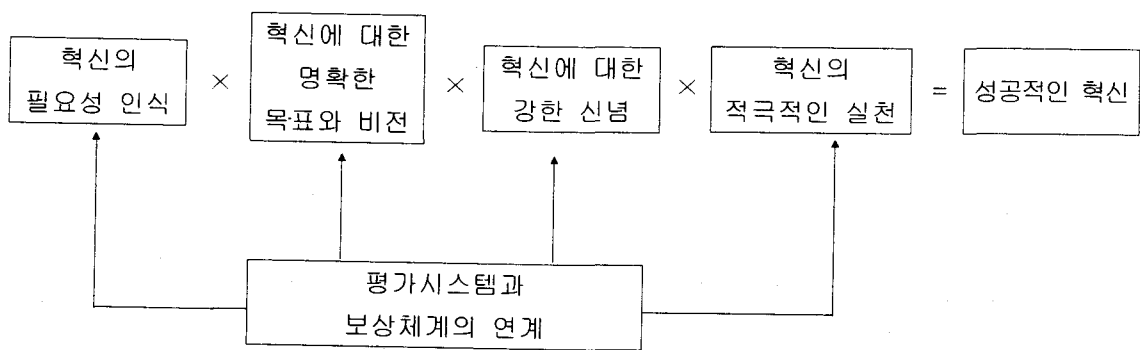 혁신의
필요성 인식
×
혁신에 대한
명확한
목표와 비전
×
혁신에 대한
강한 신념
×
혁신의
적극적인 실천
=
성공적인 혁신
평가시스템과
보상체계의 연계